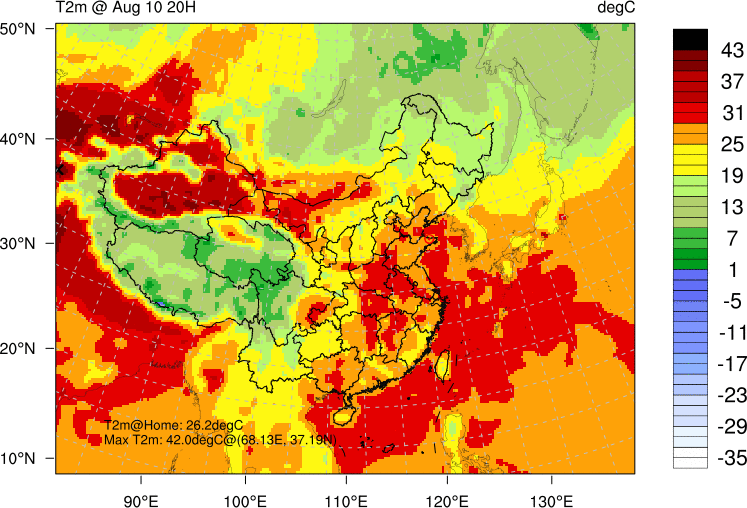 T2m @ Aug 10 20H
degC
50°N
40°N
30°N
20°N
10°N
T2m@Home: 26.2degC
Max T2m: 42.0degC@(68.13E, 37.19N)
X
90°E
100°E
110°E
120°E
130°E
43
37
31
25
19
13
7
1
-5
-11
-17
-23
-29
-35